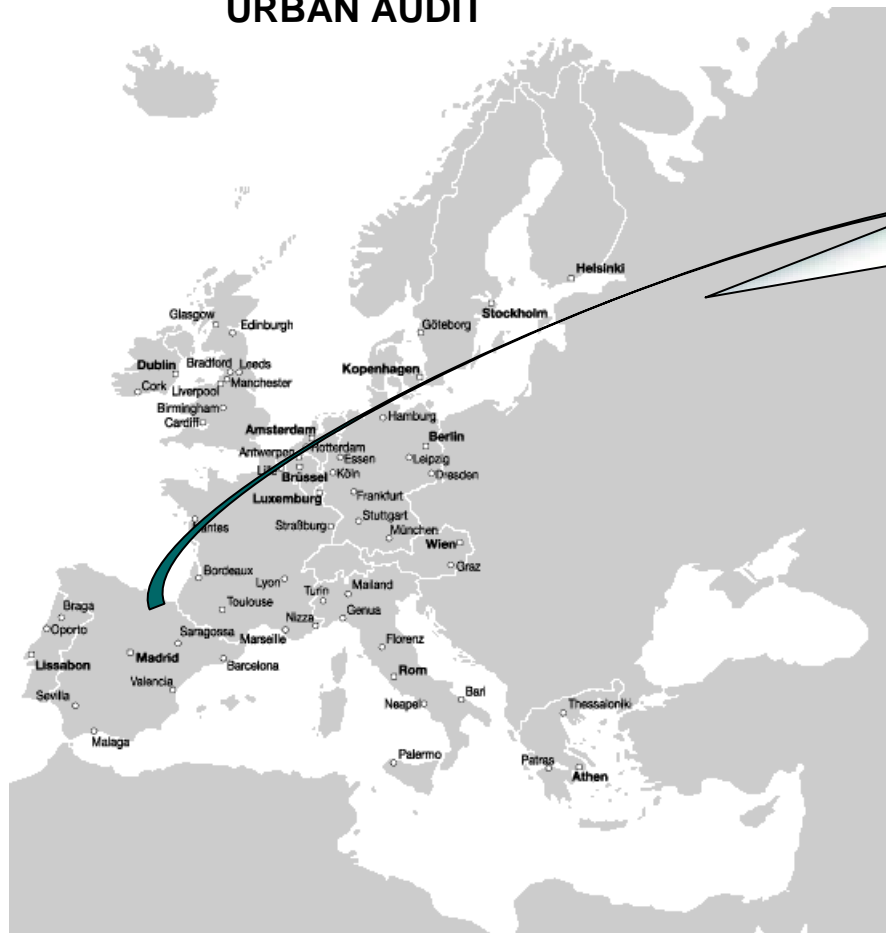 URBAN AUDIT
Helsinki
Stockholm
Göteborg
Glasgow
Edinburgh
Kopenhagen
Dublin
Bradford
Leeds
Manchester
Cork
Liverpool
Birmingham
Cardiff
Hamburg
Amsterdam
Berlin
Rotterdam
Antwerpen
Essen
Leipzig
Brüssel
Köln
Dresden
Luxemburg
Frankfurt
Stuttgart
Nantes
Straßburg
München
Wien
Graz
Bordeaux
Lyon
Turin
Mailand
Toulouse
Genua
Braga
Nizza
Oporto
Saragossa
Marseille
Florenz
Lissabon
Madrid
Barcelona
Rom
Valencia
Bari
Sevilla
Neapel
Thessaloniki
Malaga
Palermo
Patras
Athen